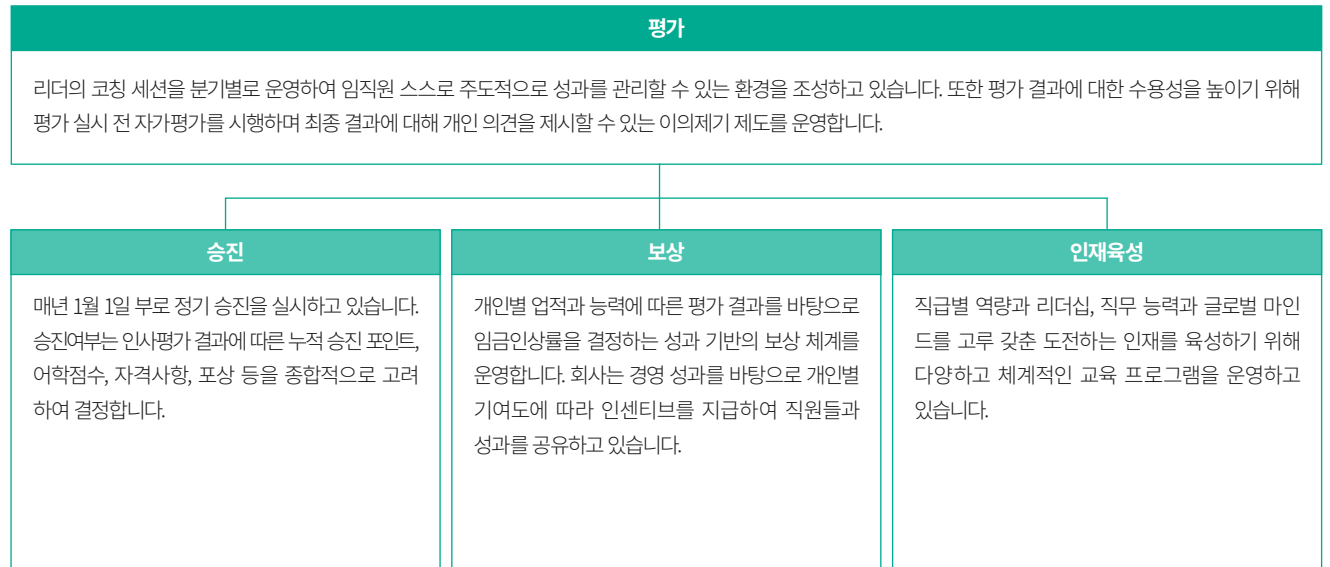 평가
리더의 코칭 세션을 분기별로 운영하여 임직원 스스로 주도적으로 성과를 관리할 수 있는 환경을 조성하고 있습니다. 또한 평가 결과에 대한 수용성을 높이기 위해
평가 실시 전 자가평가를 시행하며 최종 결과에 대해 개인 의견을 제시할 수 있는 이의제기 제도를 운영합니다.
승진
매년 1월 1일 부로 정기 승진을 실시하고 있습니다.
승진여부는 인사평가 결과에 따른 누적 승진 포인트,
어학점수, 자격사항, 포상 등을 종합적으로 고려
하여 결정합니다.
보상
개인별 업적과 능력에 따른 평가 결과를 바탕으로
임금인상률을 결정하는 성과 기반의 보상 체계를
운영합니다. 회사는 경영 성과를 바탕으로 개인별
기여도에 따라 인센티브를 지급하여 직원들과
성과를 공유하고 있습니다.
인재육성
직급별 역량과 리더십, 직무 능력과 글로벌 마인
드를 고루 갖춘 도전하는 인재를 육성하기 위해
다양하고 체계적인 교육 프로그램을 운영하고
있습니다.